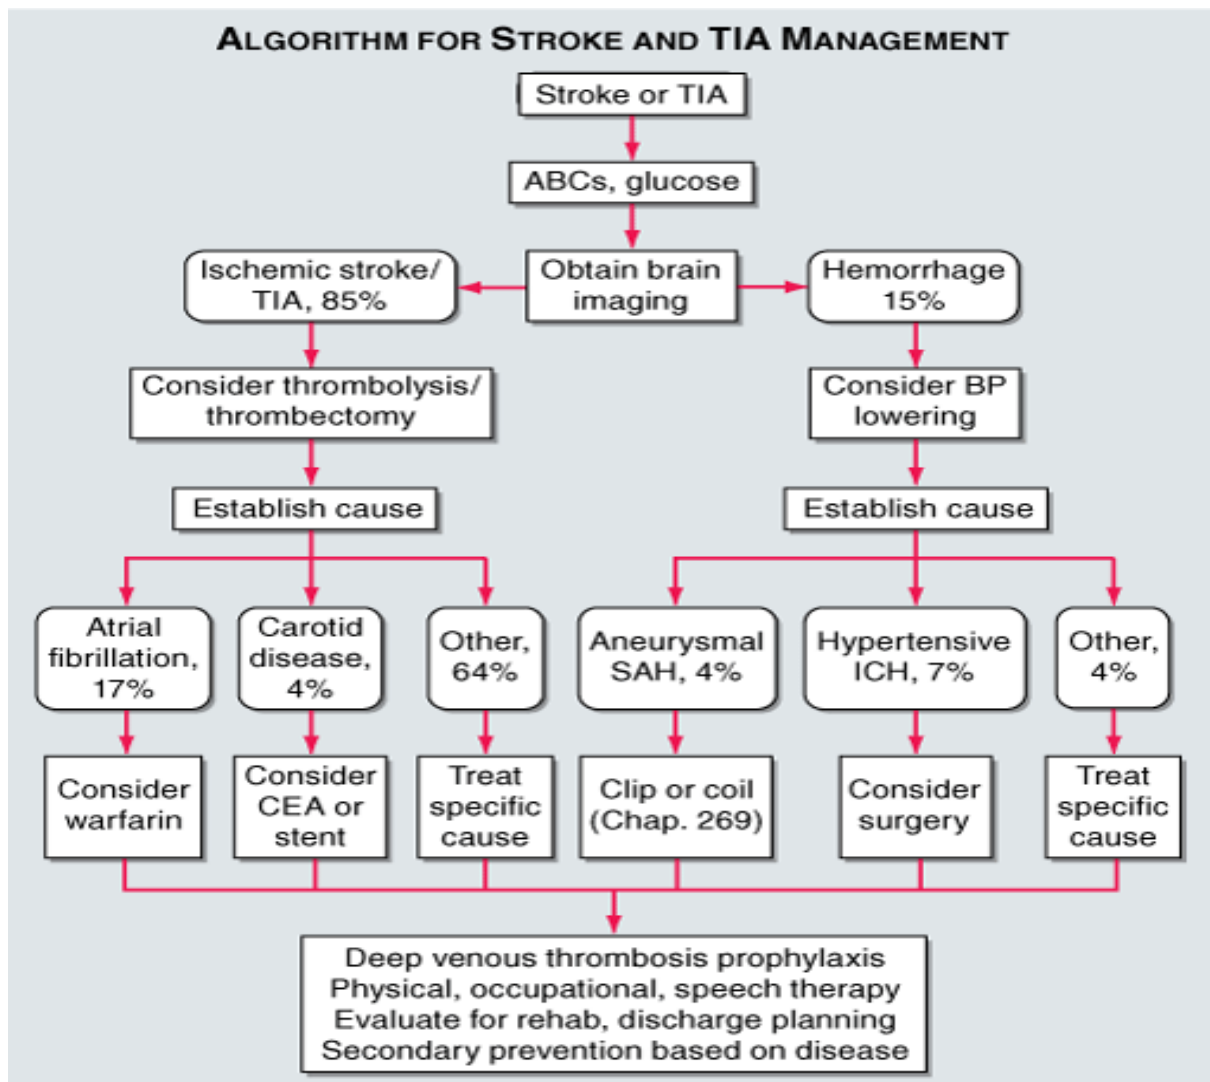 ALGORITHM FOR STROKE AND TIA MANAGEMENT
Stroke or TIA
ABCs, glucose
Obtain brain
imaging
Ischemic stroke/
TIA, 85%
Hemorrhage
15%
Consider thrombolysis/
thrombectomy
Consider BP
lowering
Establish cause
Establish cause
Atrial
fibrillation,
17%
Carotid
disease,
4%
Other,
64%
Aneurysmal
SAH, 4%
Hypertensive
ICH, 7%
Other,
4%
Consider
warfarin
Consider
CEA or
stent
Treat
specific
cause
Clip or coil
(Chap. 269)
Consider
surgery
Treat
specific
cause
Deep venous thrombosis prophylaxis
Physical, occupational, speech therapy
Evaluate for rehab, discharge planning
Secondary prevention based on disease